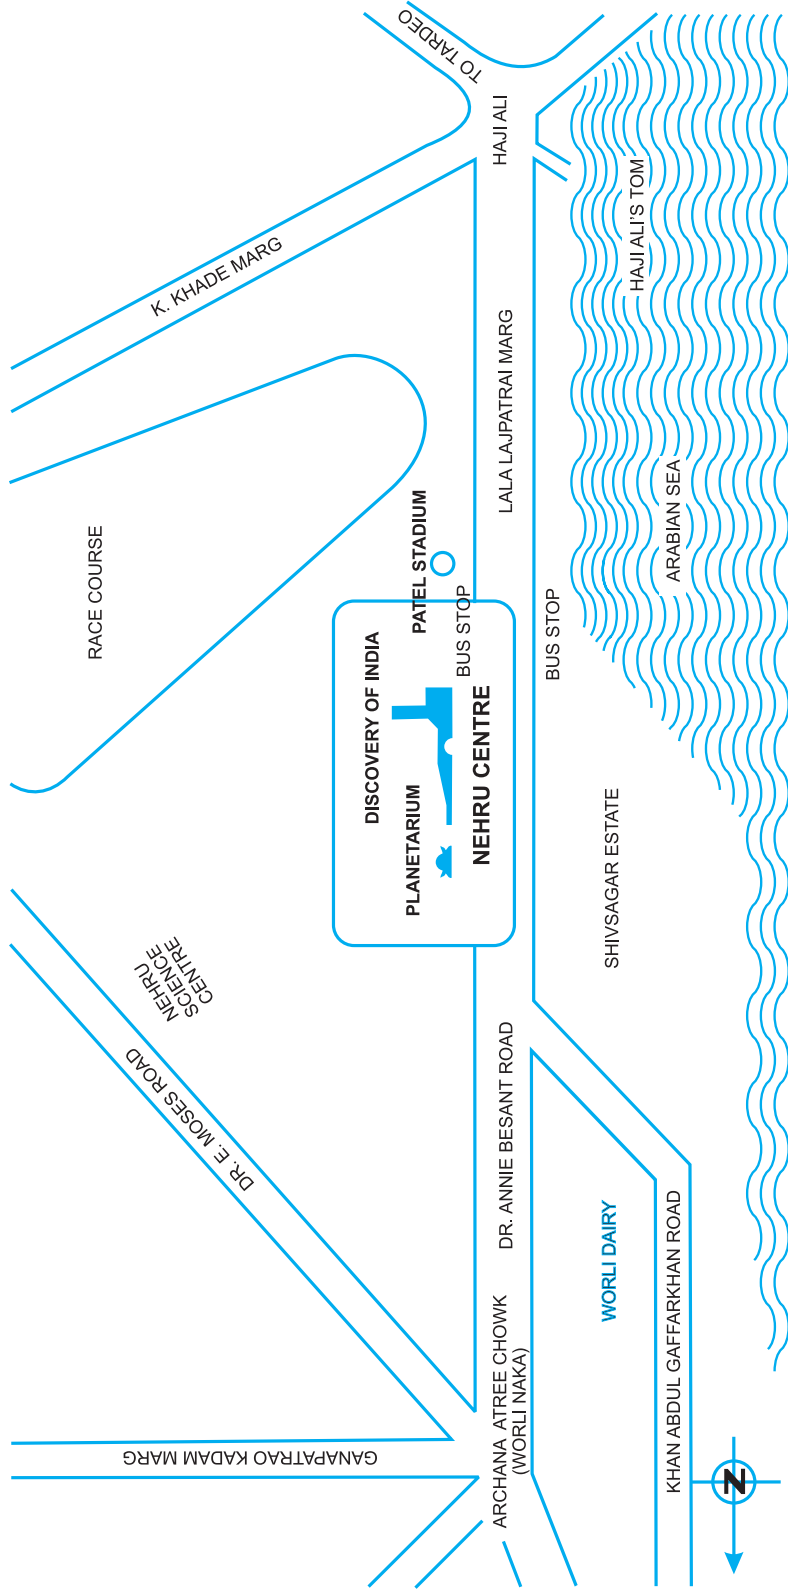 TO TARDEO
HAJI ALI
K. KHADE MARG
HAJI ALI'S TOM
LALA LAJPATRAI MARG
ARABIAN SEA
RACE COURSE
PATEL STADIUM
BUS STOP
BUS STOP
DISCOVERY OF INDIA
PLANETARIUM
NEHRU CENTRE
SHIVSAGAR ESTATE
NEHRU
SCIENCE
CENTRE
DR. E. MOSES ROAD
DR. ANNIE BESANT ROAD
WORLI DAIRY
KHAN ABDUL GAFFARKHAN ROAD
ARCHANA ATREE CHOWK
(WORLI NAKA)
GANAPATRAO KADAM MARG
N